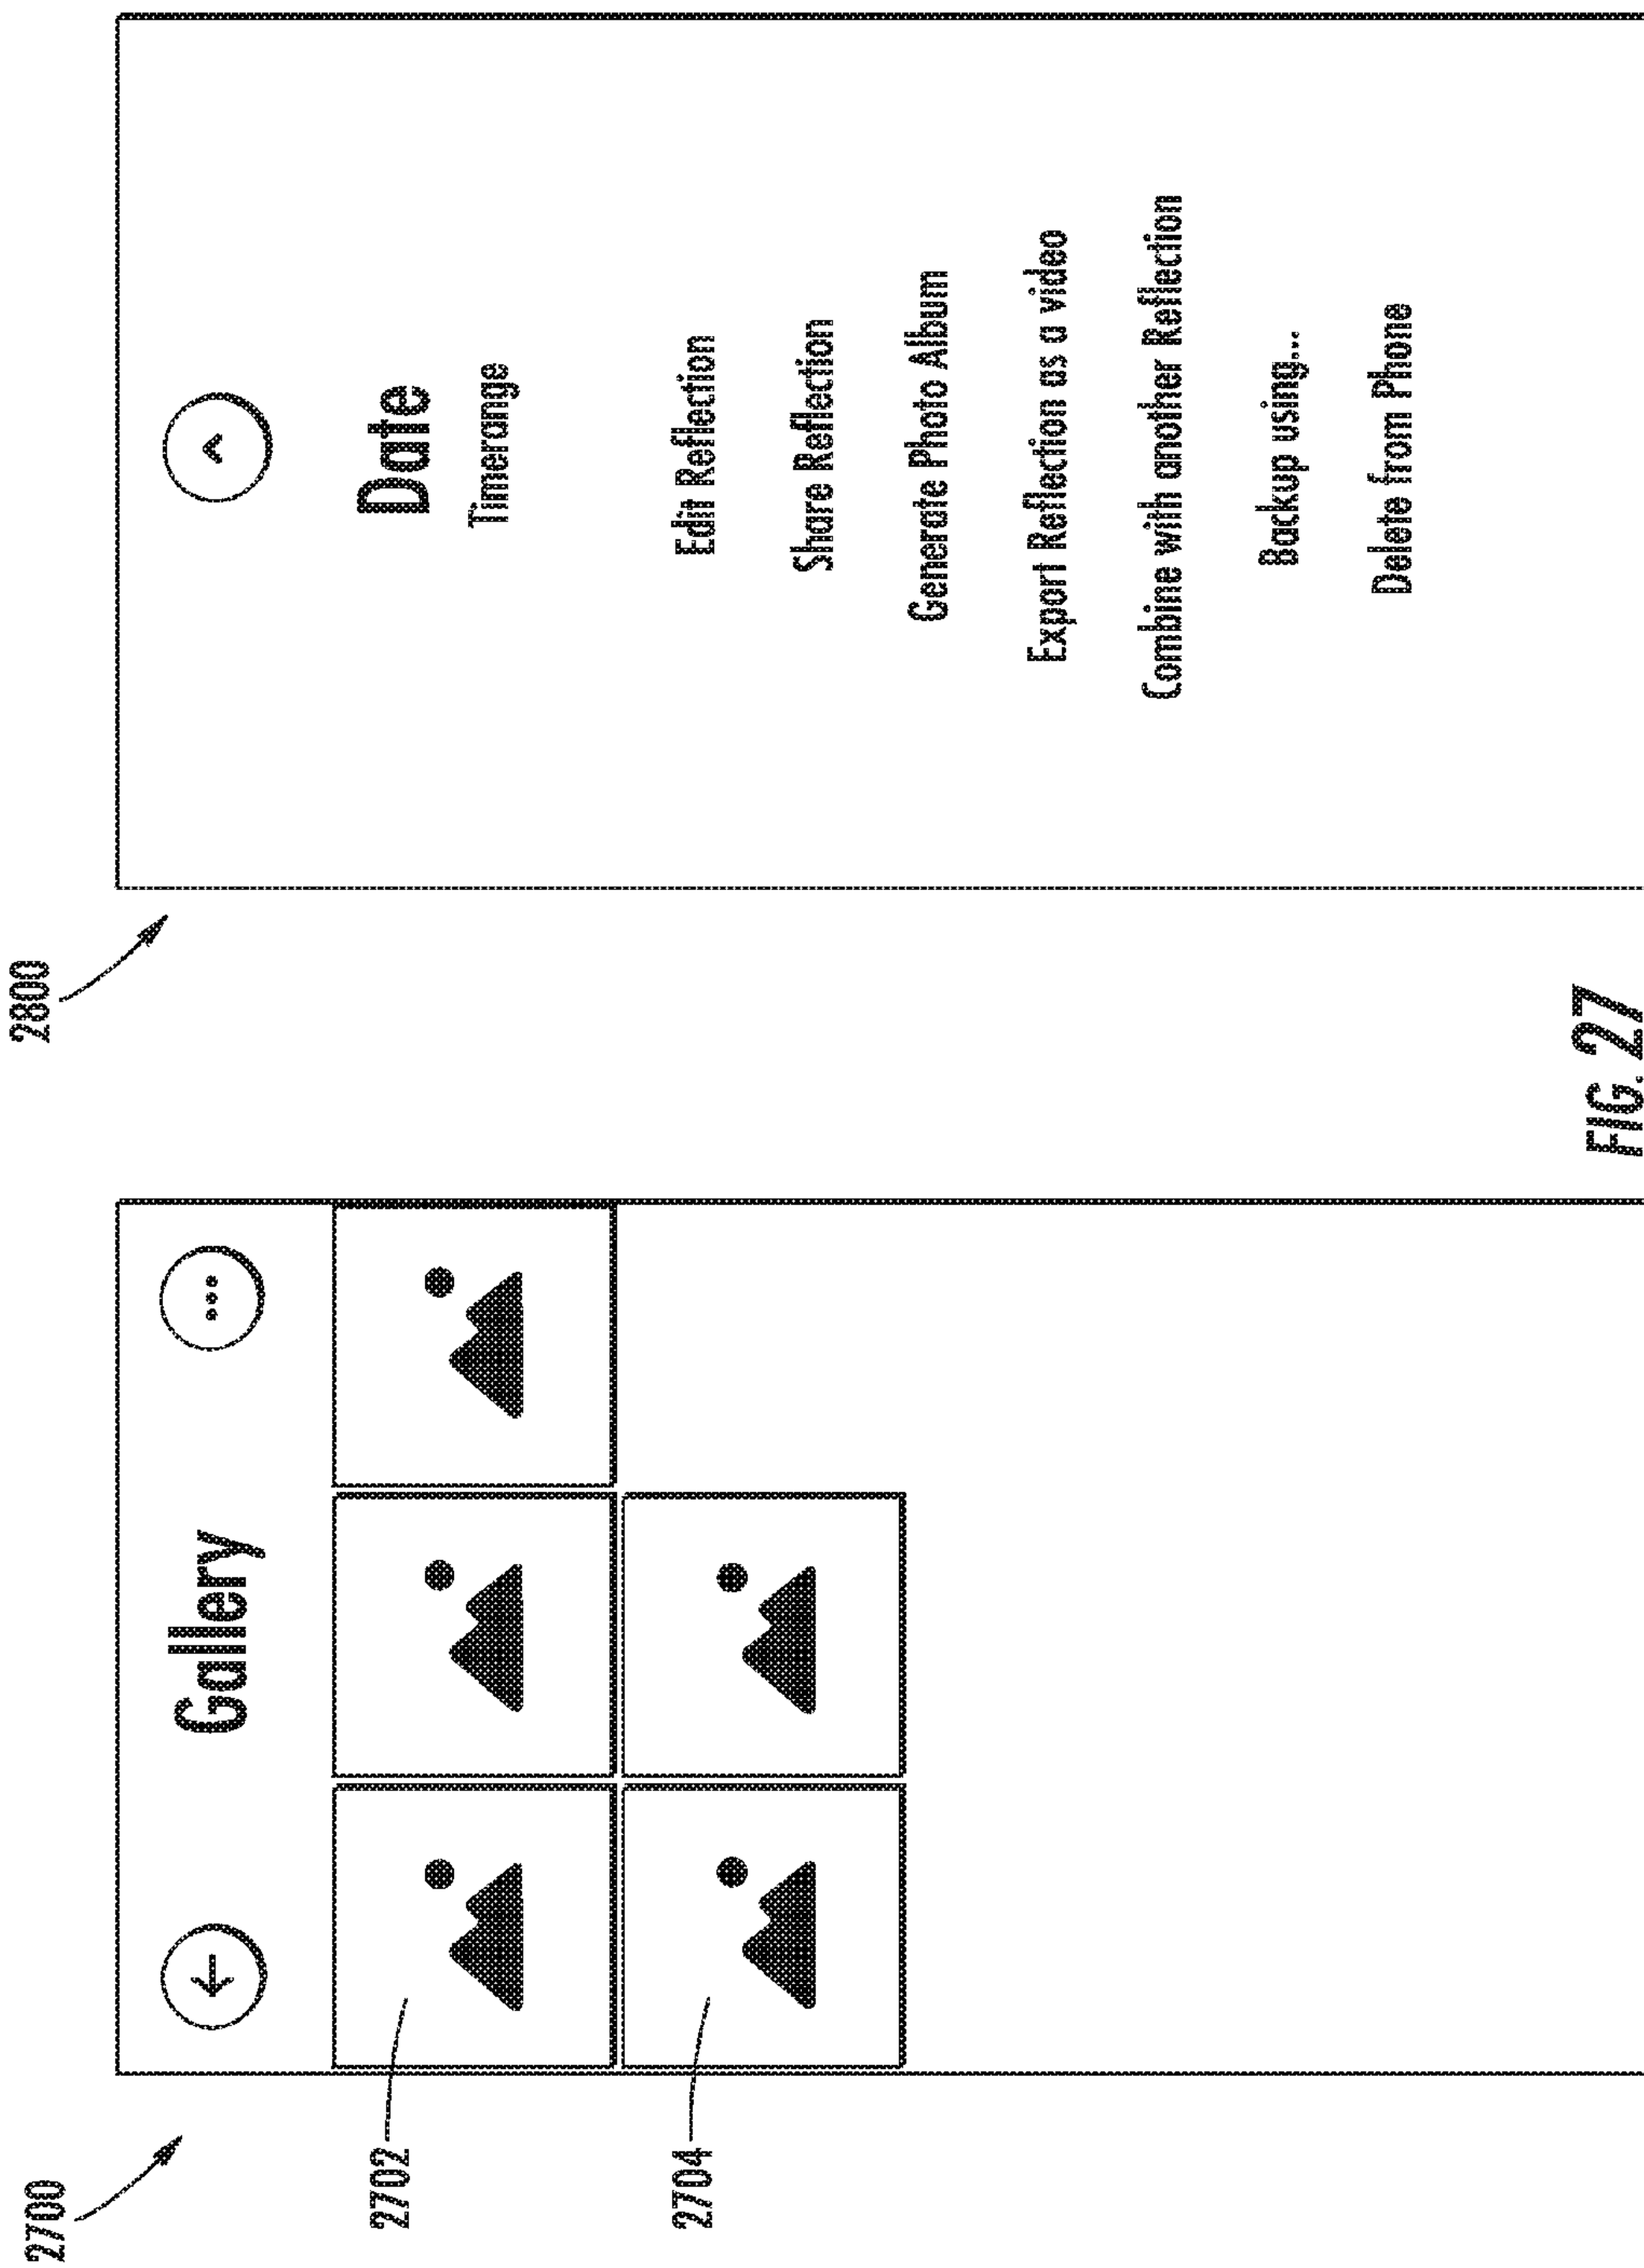 2700
Gallery
...
2702
2704
2800
Date
Timerange
Edit Reflection
Share Reflection
Generate Photo Album
Export Reflection as a video
Combine with another Reflection
Backup using...
Delete from Phone
FIG. 27